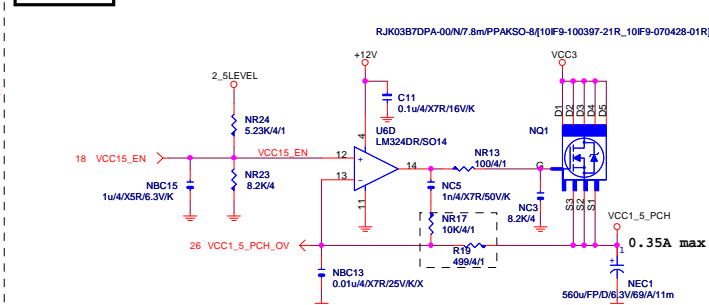 RJK03B7DPA-00/N/7.8m/PPAKSO-8/[10IF9-100397-21R_10IF9-070428-01R]
+12V
VCC3
2_5LEVEL
C11
0.1u/4/X7R/16V/K
D1
D2
D3
D4
D5
NR24
5.23K/4/1
U6D
LM324DR/SO14
NQ1
4
NR13
100/4/1
18 VCC15_EN
VCC15_EN
12
+
14
G
13
-
NBC15
1u/4/X5R/6.3V/K
NR23
8.2K/4
11
NC5
1n/4/X7R/50V/K
NC3
8.2K/4
S3
S2
S1
NR17
10K/4/1
VCC1_5_PCH
26 VCC1_5_PCH_OV
R19
499/4/1
1
0.35A max
NBC13
0.01u/4/X7R/25V/K/X
+
NEC1
560u/FP/D/6.3V/69/A/11m